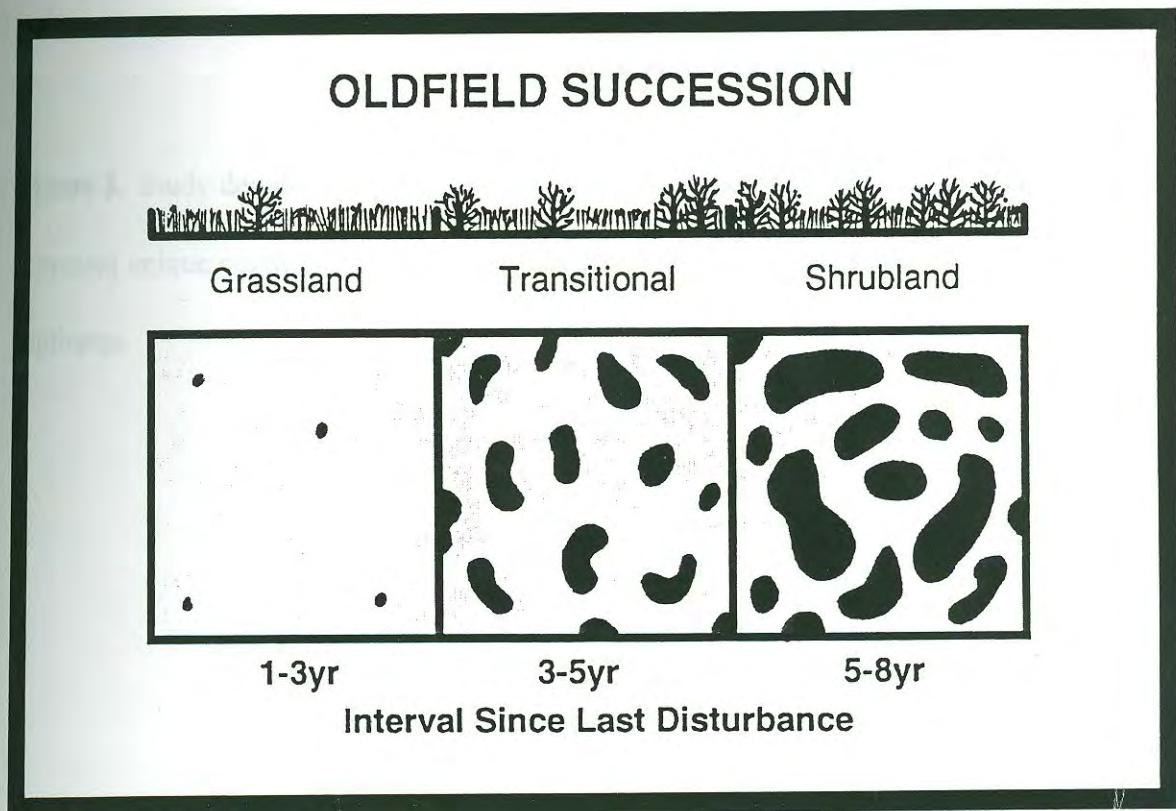 OLDFIELD SUCCESSION
Grassland Transitional Shrubland
1-3yr 3-5yr 5-8yr
Interval Since Last Disturbance